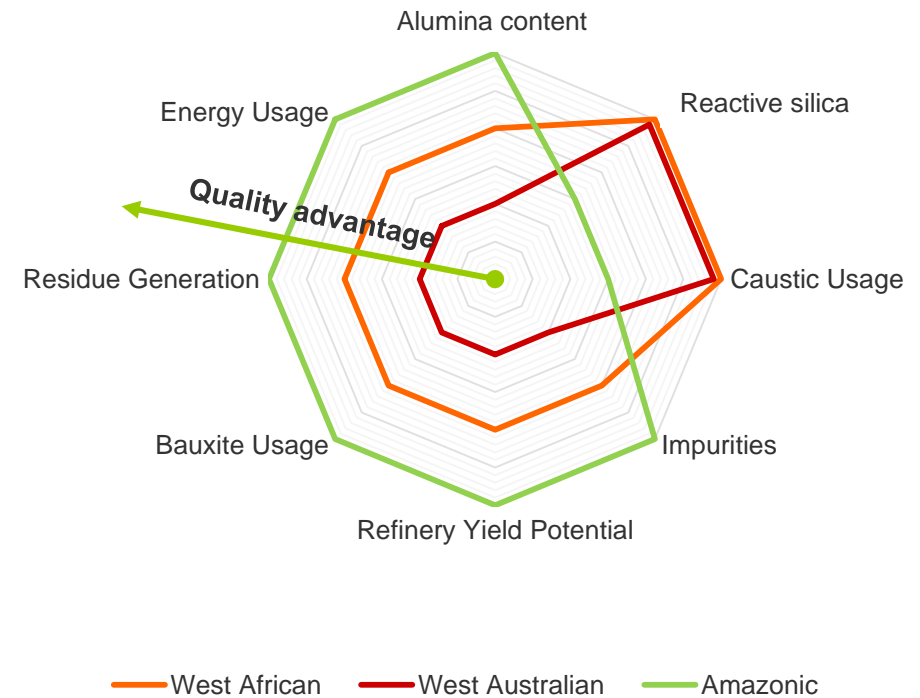 Alumina content
Reactive silica
Energy Usage
Quality advantage
Residue Generation
Caustic Usage
Bauxite Usage
Impurities
Refinery Yield Potential
West African
West Australian
Amazonic